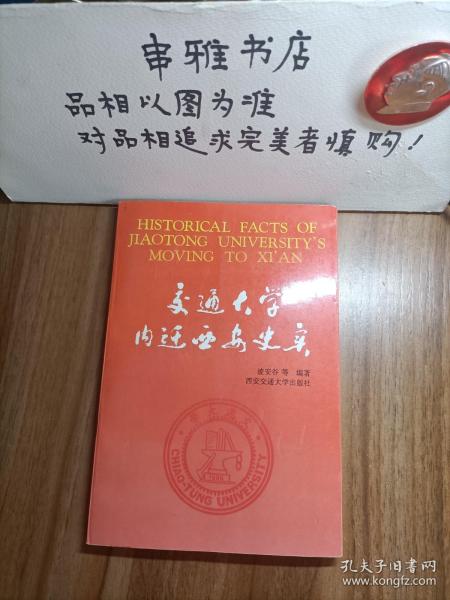 串雅书店
品相以图为准
对品相追求完美者慎购!
HISTORICAL FACTS OF
JIAOTONG UNIVERSITY'S
MOVING TO XI'AN
交通大学
内迁西安史实
凌安谷 等 编著
西安交通大学出版社
CHIAO-TUNG UNIVERSITY
1896
孔夫子旧书网
www.kongfz.com